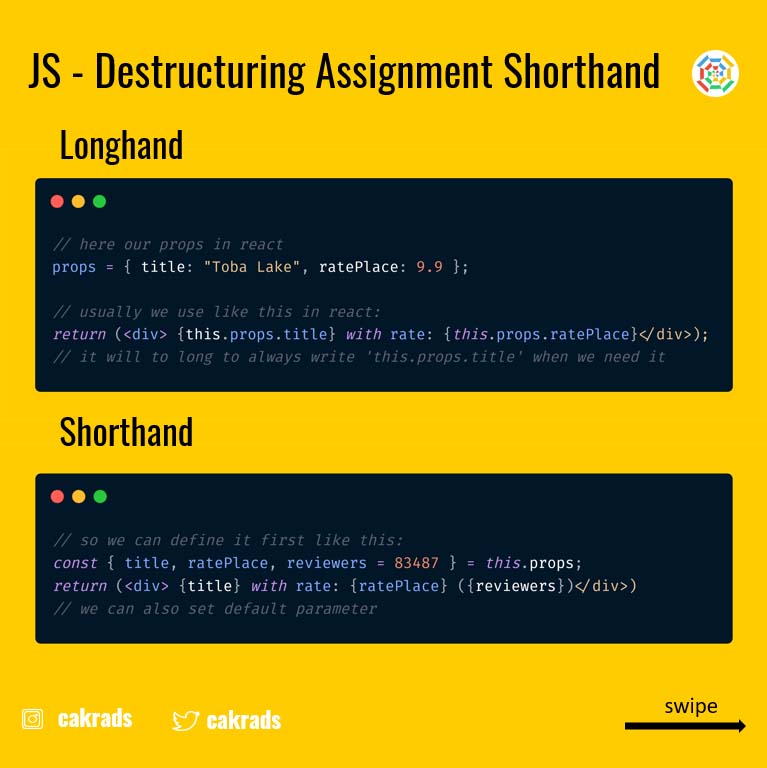 JS - Destructuring Assignment Shorthand
Longhand
// here our props in react
props = { title: "Toba Lake", ratePlace: 9.9 };
// usually we use like this in react:
return (<div> {this.props.title} with rate: {this.props.ratePlace}</div>);
// it will to long to always write 'this.props.title' when we need it
Shorthand
// so we can define it first like this:
const { title, ratePlace, reviewers = 83487 } = this.props;
return (<div> {title} with rate: {ratePlace} ({reviewers})</div>)
// we can also set default parameter
cakrads cakrads
swipe